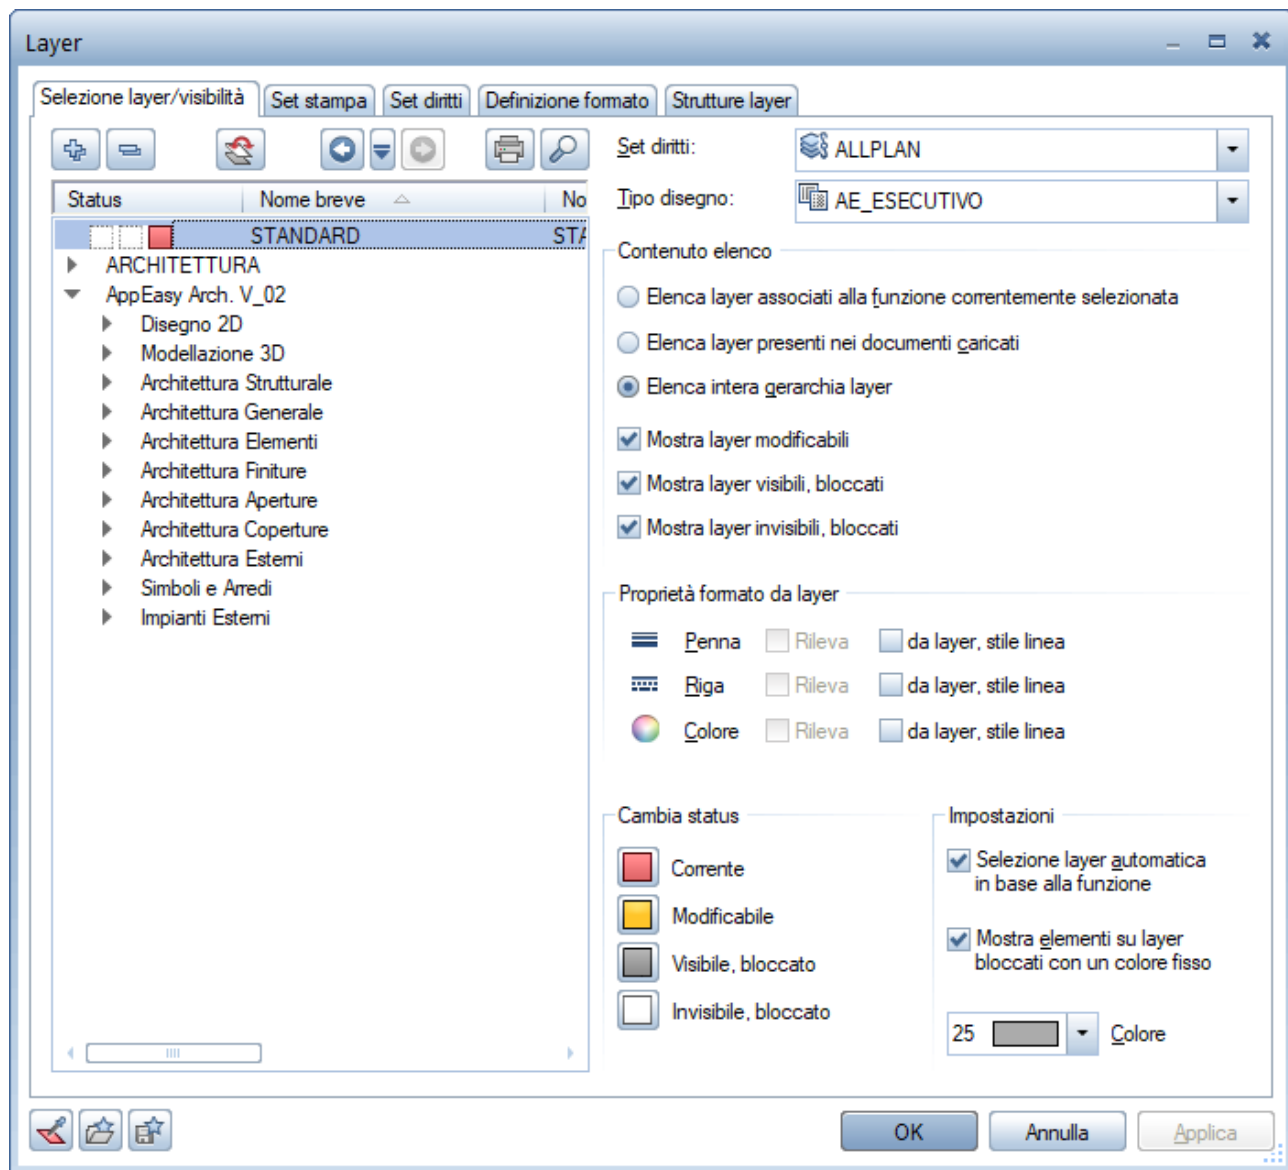 Layer
Selezione layer/visibilità Set stampa Set diritti Definizione formato Strutture layer
Set diritti: ALLPLAN
Tipo disegno: AE_ESECUTIVO
Status Nome breve No
STANDARD STA
ARCHITETTURA
AppEasy Arch. V_02
Disegno 2D
Modellazione 3D
Architettura Strutturale
Architettura Generale
Architettura Elementi
Architettura Finiture
Architettura Aperture
Architettura Coperture
Architettura Esterni
Simboli e Arredi
Impianti Esterni
Contenuto elenco
Elenca layer associati alla funzione correntemente selezionata
Elenca layer presenti nei documenti caricati
Elenca intera gerarchia layer
Mostra layer modificabili
Mostra layer visibili, bloccati
Mostra layer invisibili, bloccati
Proprietà formato da layer
Penna Rileva da layer, stile linea
Riga Rileva da layer, stile linea
Colore Rileva da layer, stile linea
Cambia status
Corrente
Modificabile
Visibile, bloccato
Invisibile, bloccato
Impostazioni
Selezione layer automatica
in base alla funzione
Mostra elementi su layer
bloccati con un colore fisso
25 Colore
OK Annulla Applica